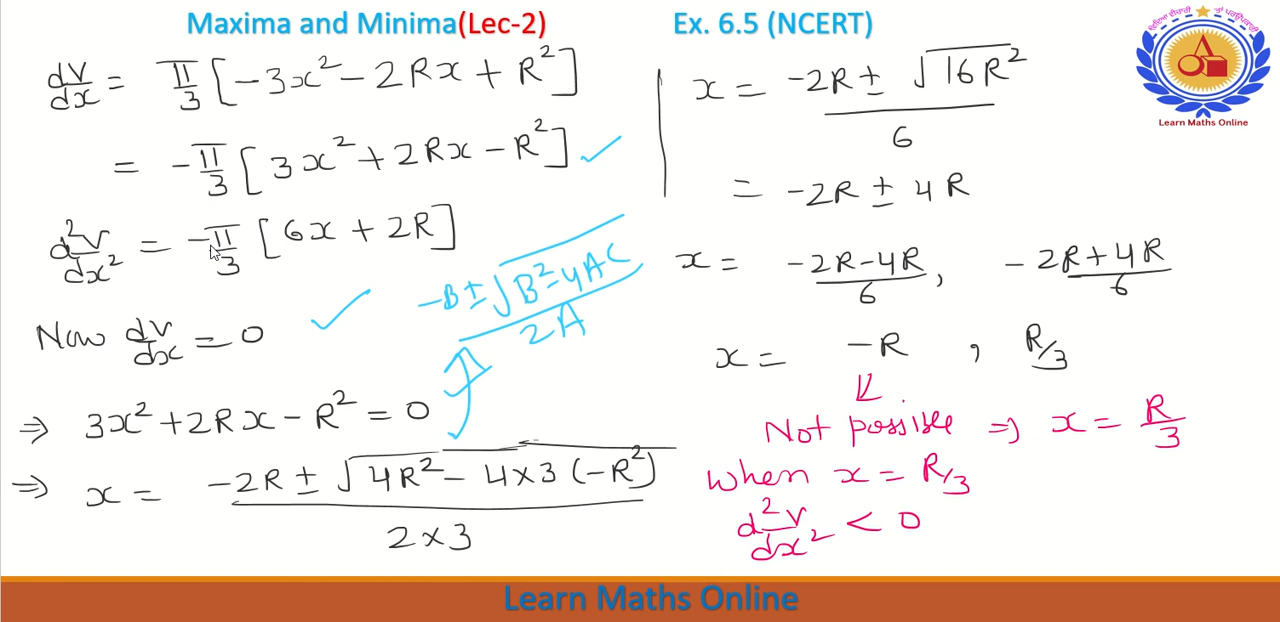 Maxima and Minima(Lec-2) Ex. 6.5 (NCERT)
dV/dx = π/3 [-3x² - 2Rx + R²]
= -π/3 [3x² + 2Rx - R²]
d²V/dx² = -π/3 [6x + 2R]
Now dv/dx = 0
⇒ 3x² + 2Rx - R² = 0
⇒ x = (-2R ± √(4R² - 4×3(-R²))) / (2×3)
(-B ± √(B² - 4AC)) / 2A
x = (-2R ± √(16R²)) / 6
= -2R ± 4R
x = (-2R-4R)/6 , (-2R+4R)/6
x = -R , R/3
Not possible ⇒ x = R/3
When x = R/3
d²v/dx² < 0
Learn Maths Online
Learn Maths Online